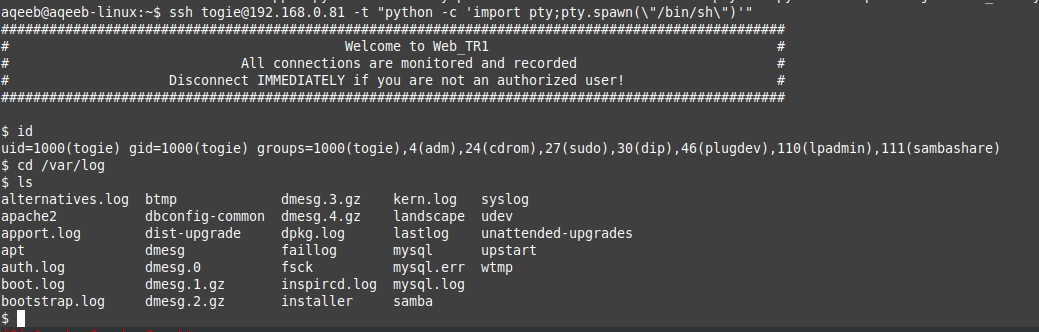 aqeeb@aqeeb-linux:~$ ssh togie@192.168.0.81 -t "python -c 'import pty;pty.spawn(\"/bin/sh\")'"
##################################################################################################
#                                          Welcome to Web_TR1                                    #
#                             All connections are monitored and recorded                         #
#                    Disconnect IMMEDIATELY if you are not an authorized user!                   #
##################################################################################################
$ id
uid=1000(togie) gid=1000(togie) groups=1000(togie),4(adm),24(cdrom),27(sudo),30(dip),46(plugdev),110(lpadmin),111(sambashare)
$ cd /var/log
$ ls
alternatives.log  btmp             dmesg.3.gz    kern.log   syslog
apache2           dbconfig-common  dmesg.4.gz    landscape  udev
apport.log        dist-upgrade     dpkg.log      lastlog    unattended-upgrades
apt               dmesg            faillog       mysql      upstart
auth.log          dmesg.0          fsck          mysql.err  wtmp
boot.log          dmesg.1.gz       inspircd.log  mysql.log
bootstrap.log     dmesg.2.gz       installer     samba
$